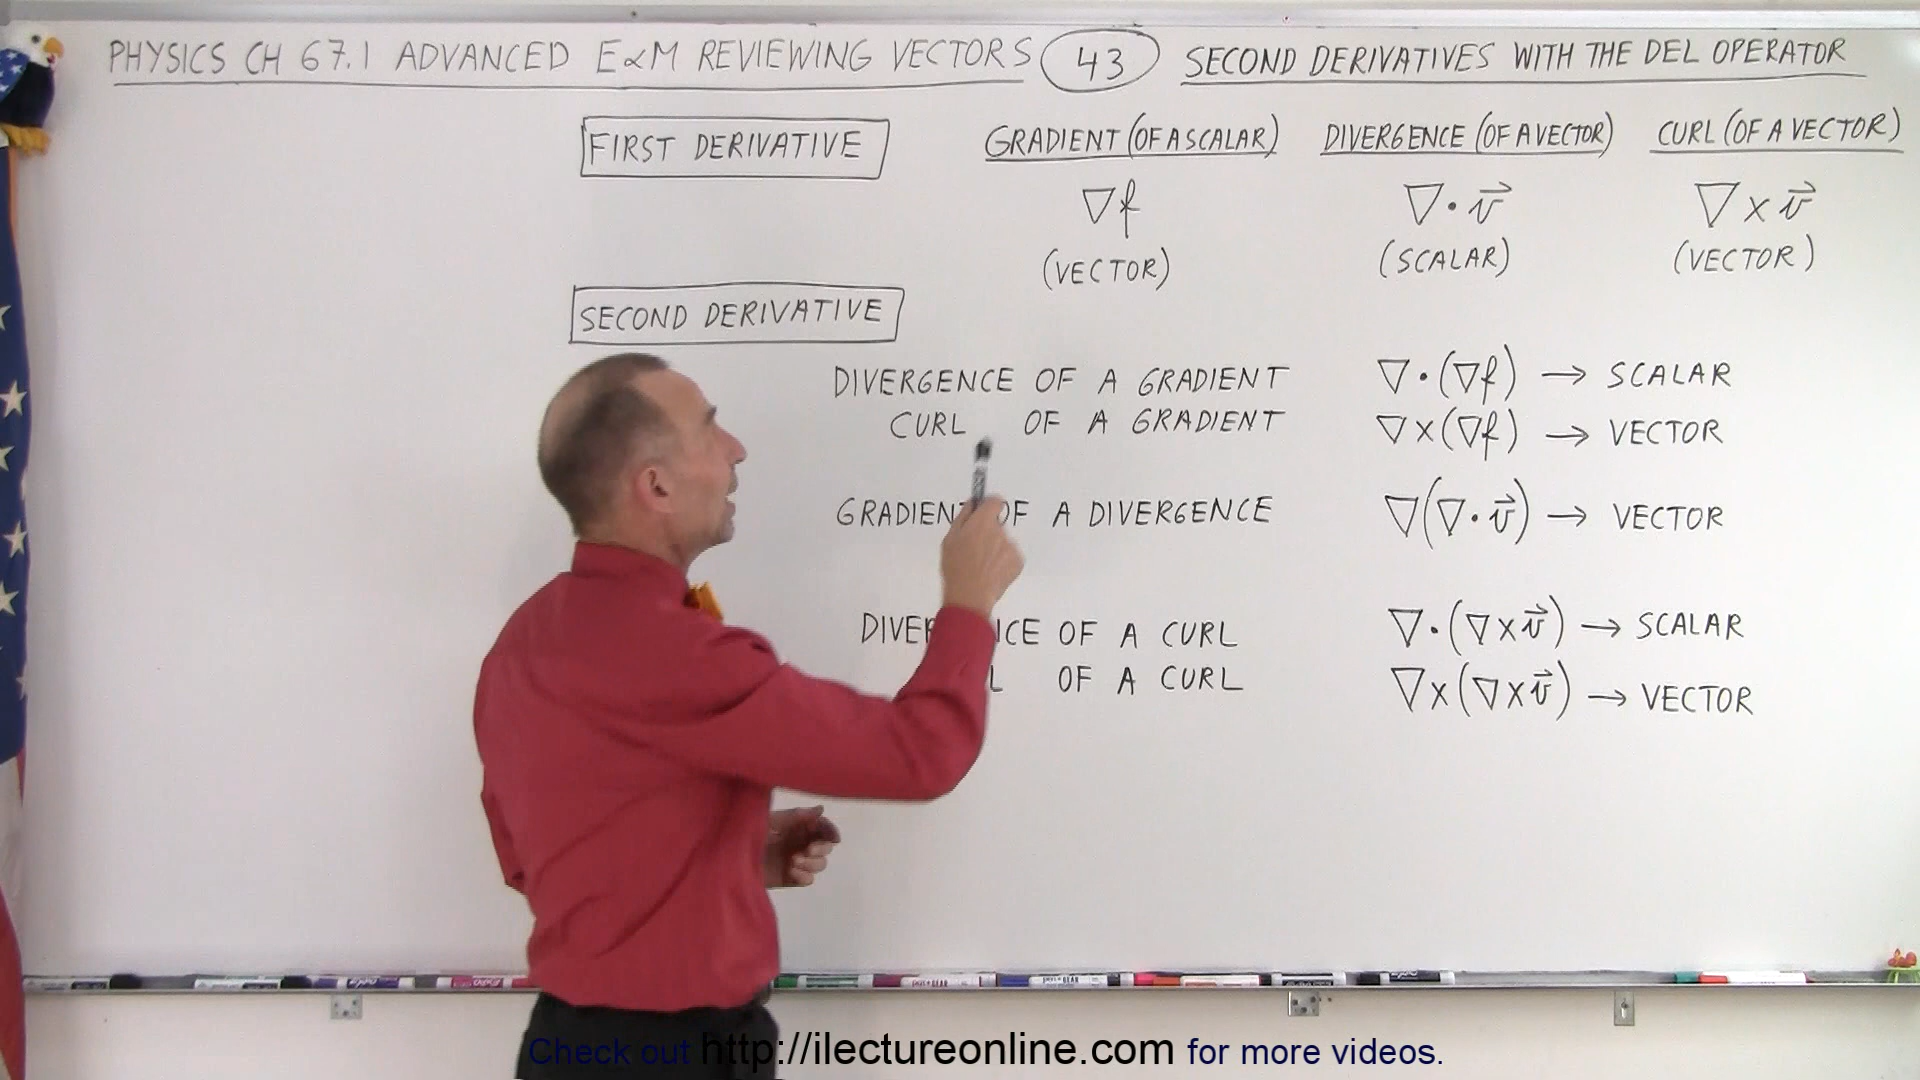 PHYSICS CH 67.1 ADVANCED E&M REVIEWING VECTORS 43 SECOND DERIVATIVES WITH THE DEL OPERATOR
FIRST DERIVATIVE GRADIENT (OF A SCALAR) DIVERGENCE (OF A VECTOR) CURL (OF A VECTOR)
∇f ∇·v⃗ ∇×v⃗
(VECTOR) (SCALAR) (VECTOR)
SECOND DERIVATIVE
DIVERGENCE OF A GRADIENT ∇·(∇f) → SCALAR
CURL OF A GRADIENT ∇×(∇f) → VECTOR
GRADIENT OF A DIVERGENCE ∇(∇·v⃗) → VECTOR
OF A CURL ∇·(∇×v⃗) → SCALAR
OF A CURL ∇×(∇×v⃗) → VECTOR
Check out http://ilectureonline.com for more videos.